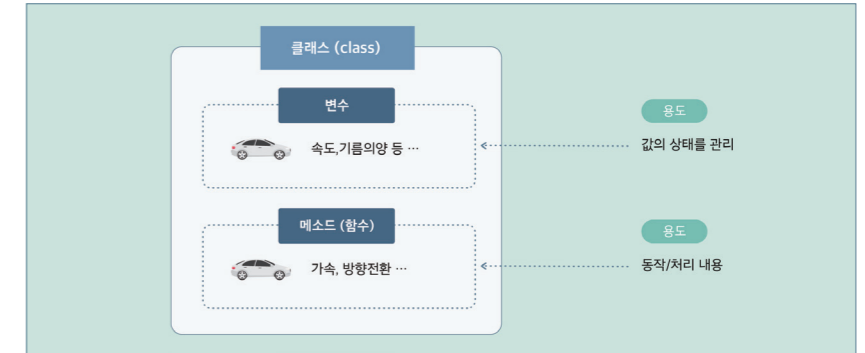 클래스 (class)
변수
용도
속도,기름의양 등 …
값의 상태를 관리
메소드 (함수)
용도
가속, 방향전환 …
동작/처리 내용